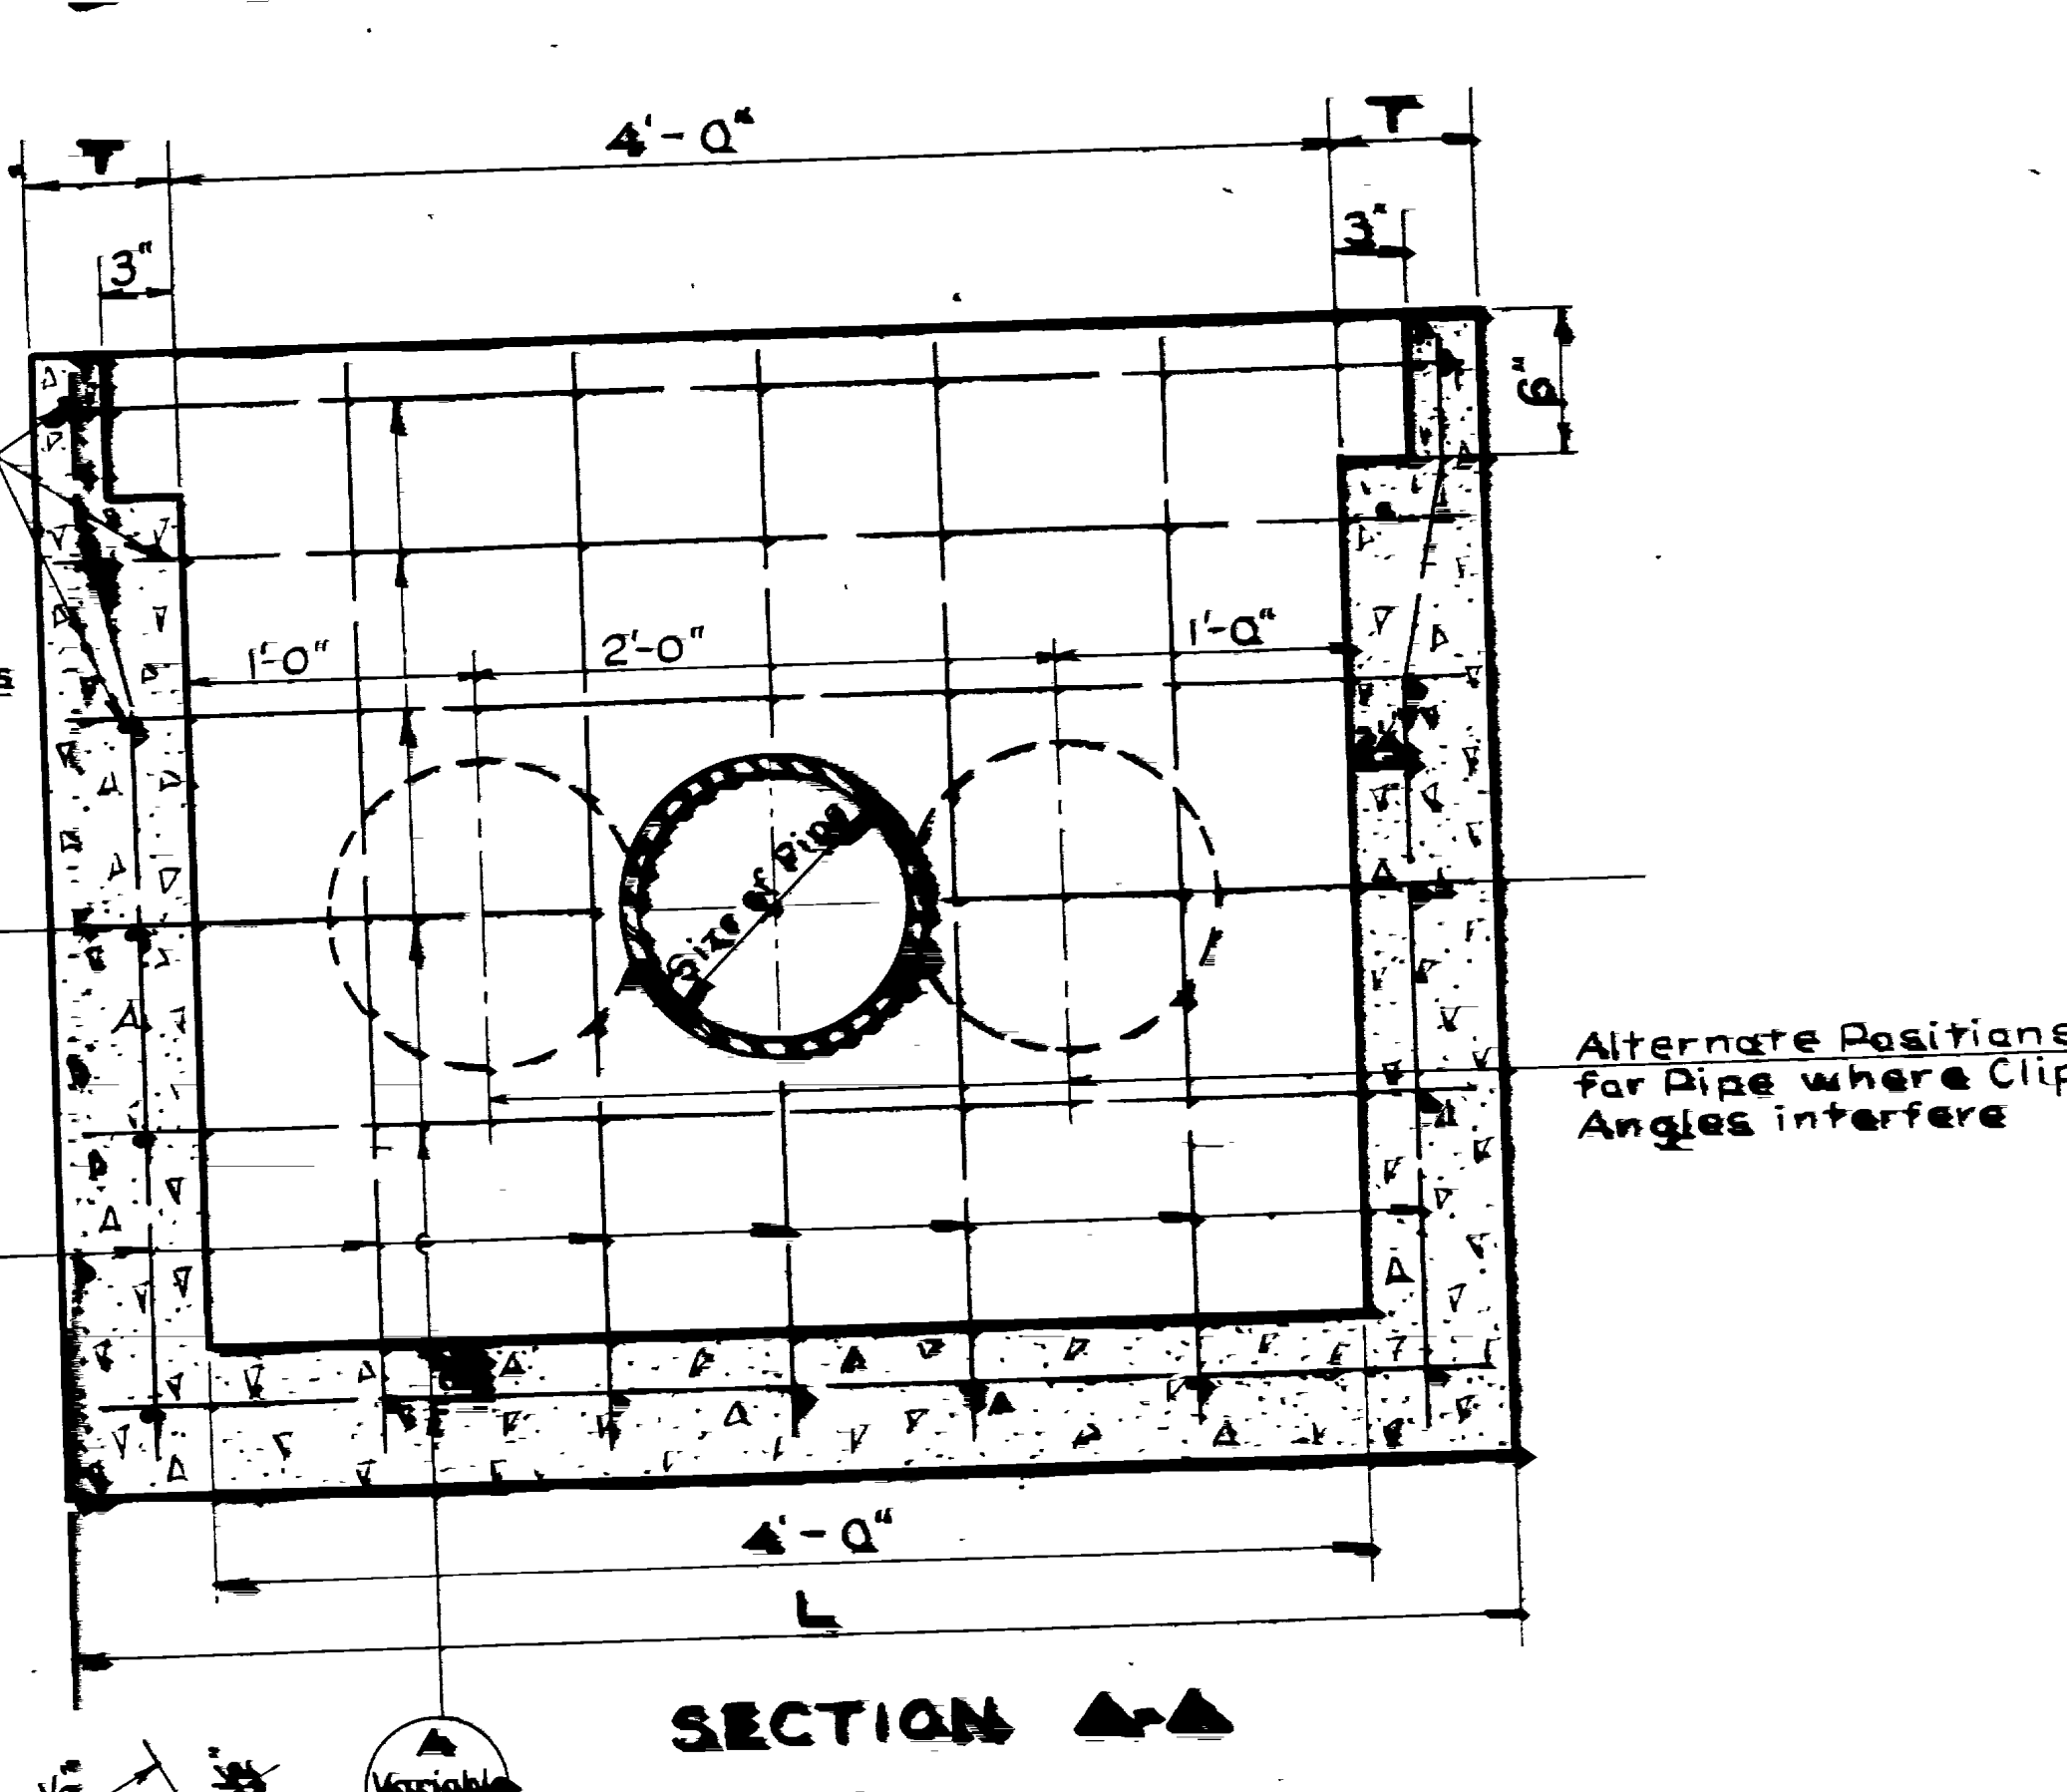 T
4'-0"
T
3"
3"
6"
1'-0"
2'-0"
1'-0"
Size of Pipe
Alternate Positions
for Pipe where Clip
Angles interfere
4'-0"
L
SECTION A-A
A
Variable